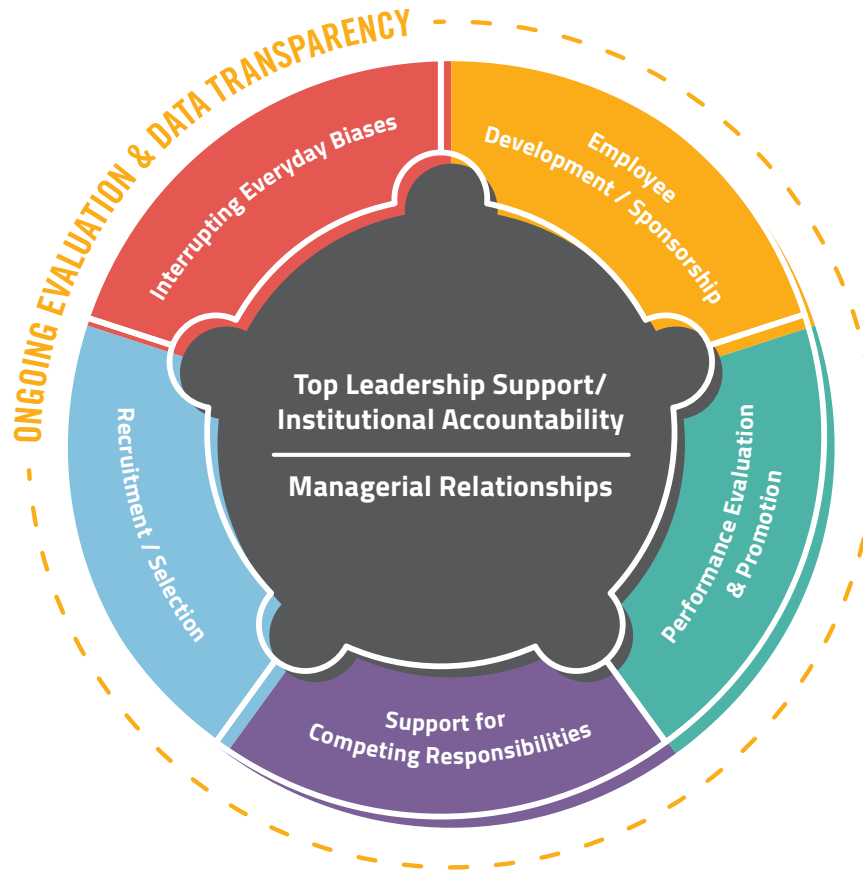 ONGOING EVALUATION & DATA TRANSPARENCY
Interrupting Everyday Biases
Employee
Development / Sponsorship
Top Leadership Support/
Institutional Accountability
Managerial Relationships
Recruitment / Selection
Performance Evaluation
& Promotion
Support for
Competing Responsibilities